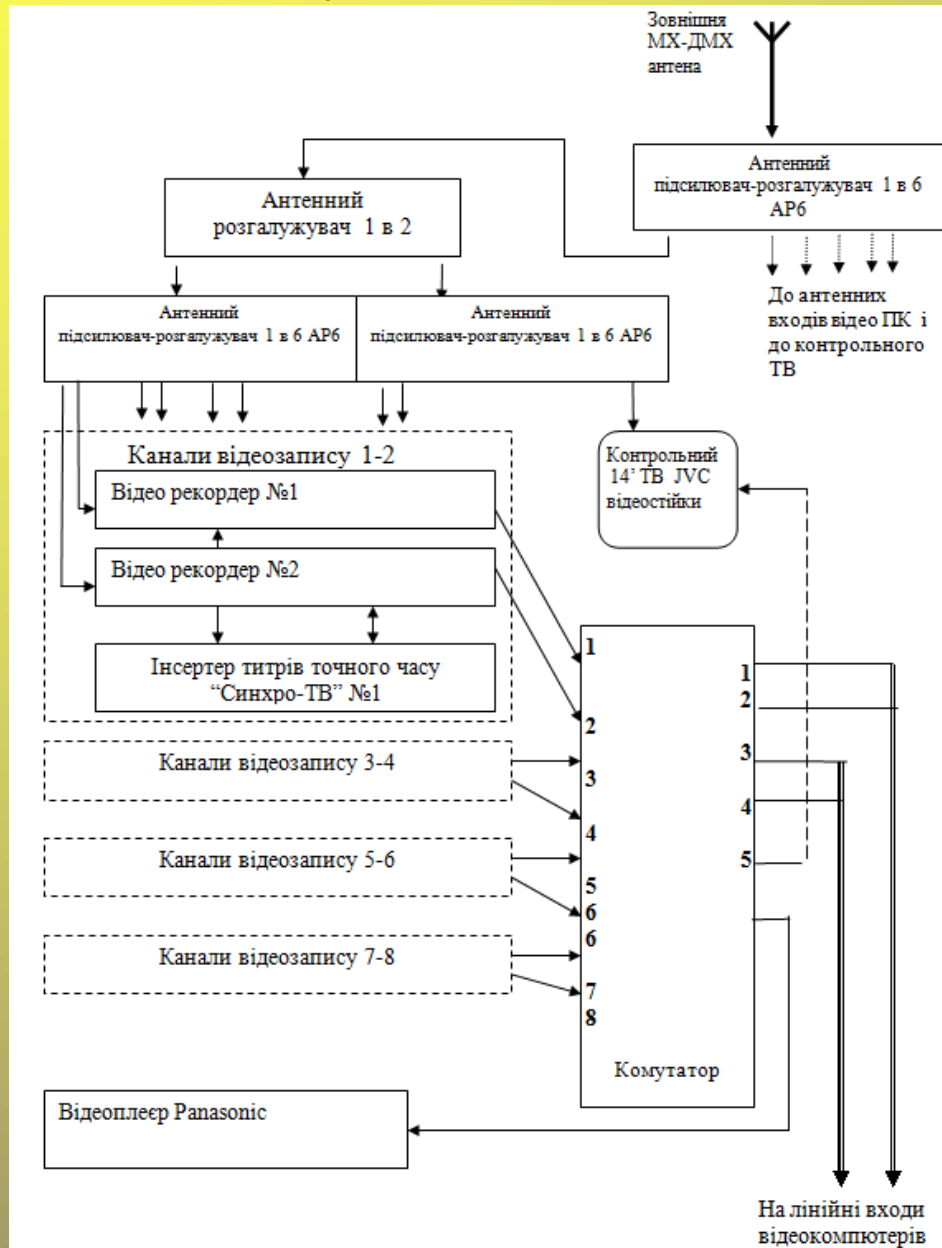 Зовнішня
МХ-ДМХ
антена
Антенний
підсилювач-розгалужувач 1 в 6
АР6
Антенний
розгалужувач 1 в 2
До антенних
входів відео ПК і
до контрольного
ТВ
Антенний
підсилювач-розгалужувач 1 в 6 АР6
Антенний
підсилювач-розгалужувач 1 в 6 АР6
Канали відеозапису 1-2
Відео рекордер №1
Відео рекордер №2
Інсертер титрів точного часу
“Синхро-ТВ” №1
Контрольний
14’ ТВ JVC
відеостійки
Канали відеозапису 3-4
Канали відеозапису 5-6
Канали відеозапису 7-8
1
2
3
4
5
6
6
7
8
1
2
3
4
5
Комутатор
Відеоплеєр Panasonic
На лінійні входи
відеокомпютерів